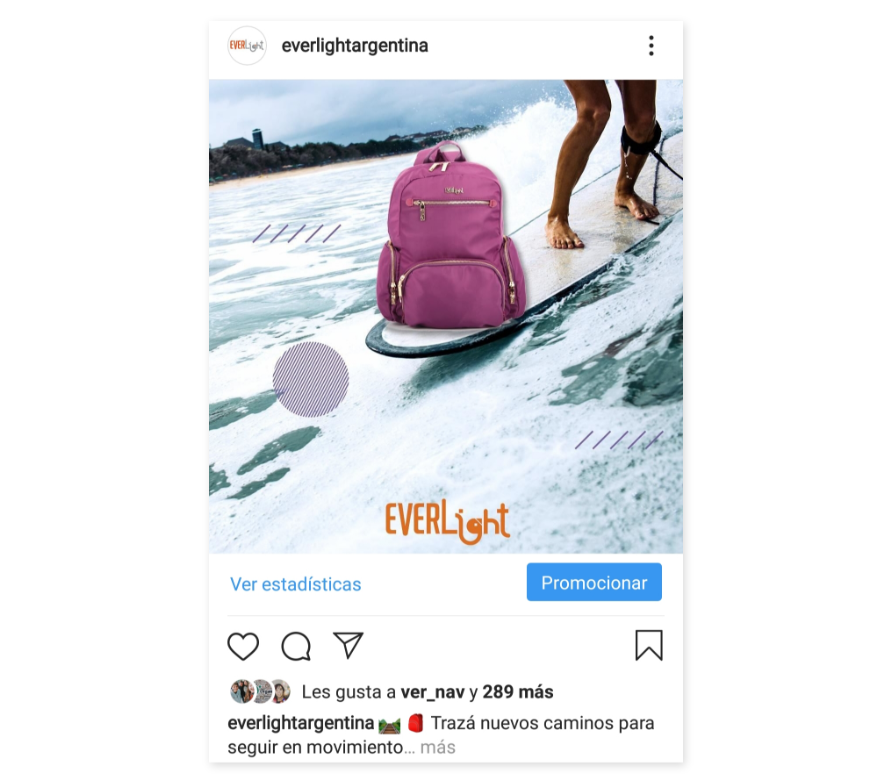 EVERLight
everlightargentina
EVERLight
Ver estadísticas
Promocionar
Les gusta a ver_nav y 289 más
everlightargentina Trazá nuevos caminos para
seguir en movimiento... más